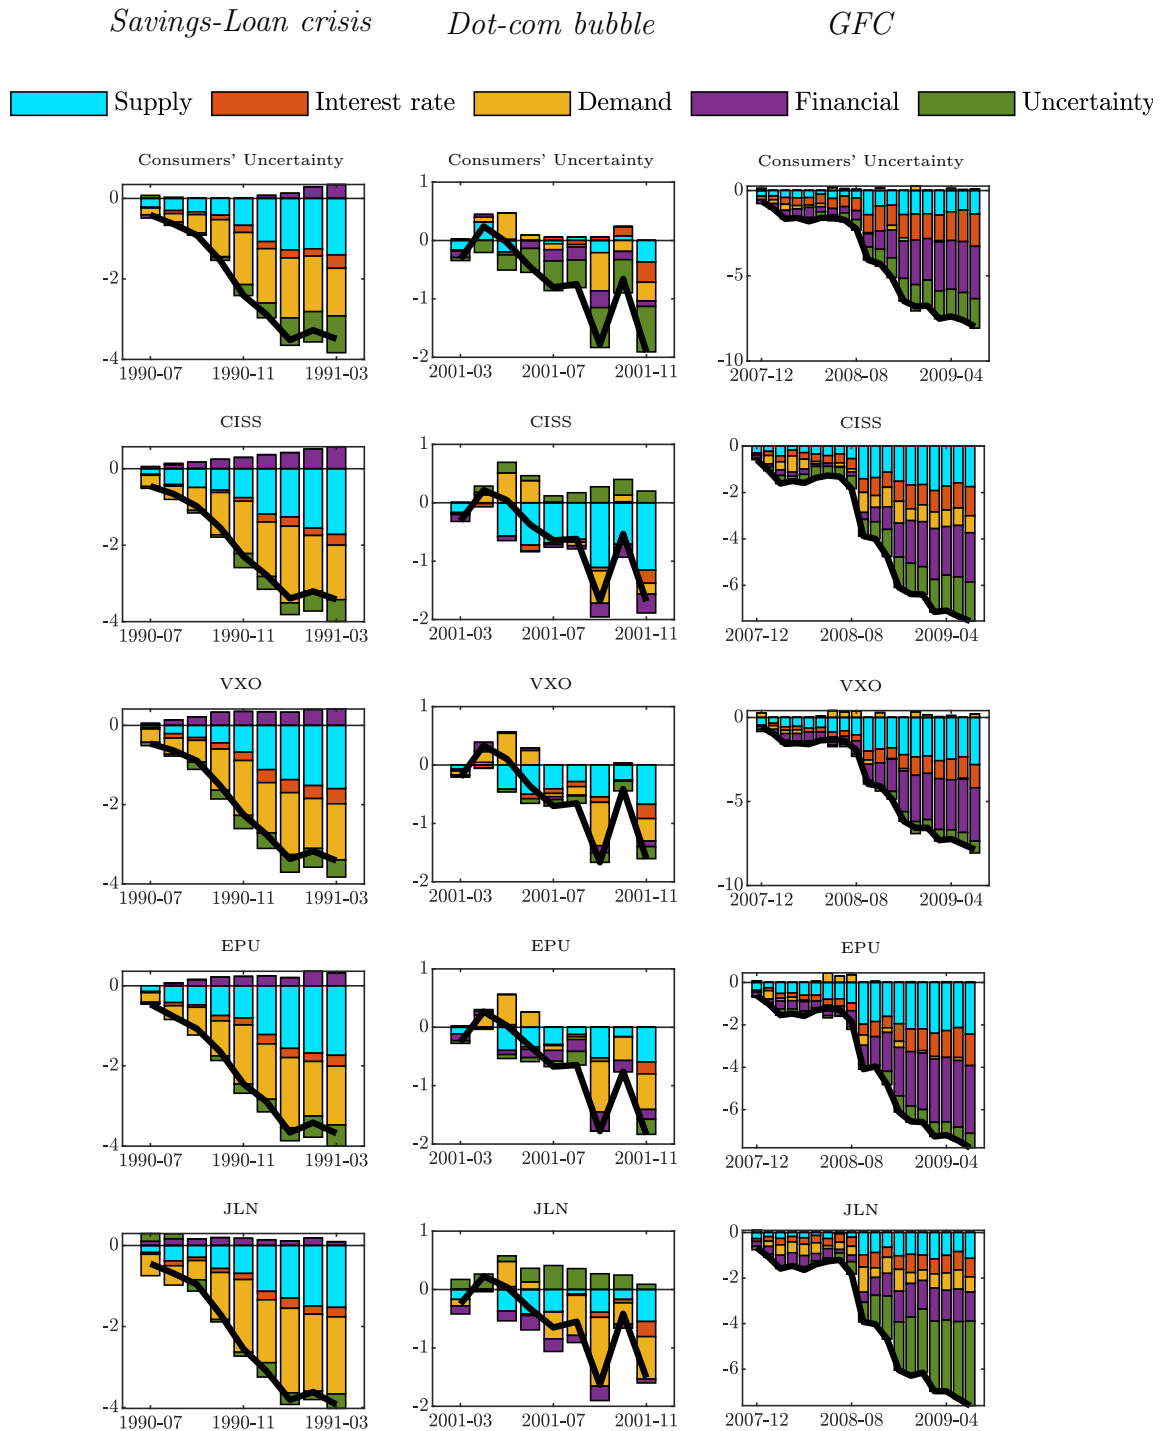 Savings-Loan crisis Dot-com bubble GFC
Supply Interest rate Demand Financial Uncertainty
Consumers' Uncertainty Consumers' Uncertainty Consumers' Uncertainty
0
-2
-4
1990-07 1990-11 1991-03
1
0
-1
-2
2001-03 2001-07 2001-11
0
-5
-10
2007-12 2008-08 2009-04
CISS CISS CISS
0
-2
-4
1990-07 1990-11 1991-03
1
0
-1
-2
2001-03 2001-07 2001-11
0
-2
-4
-6
2007-12 2008-08 2009-04
VXO VXO VXO
0
-2
-4
1990-07 1990-11 1991-03
1
0
-1
-2
2001-03 2001-07 2001-11
0
-5
-10
2007-12 2008-08 2009-04
EPU EPU EPU
0
-2
-4
1990-07 1990-11 1991-03
1
0
-1
-2
2001-03 2001-07 2001-11
0
-2
-4
-6
2007-12 2008-08 2009-04
JLN JLN JLN
0
-2
-4
1990-07 1990-11 1991-03
1
0
-1
-2
2001-03 2001-07 2001-11
0
-2
-4
-6
2007-12 2008-08 2009-04